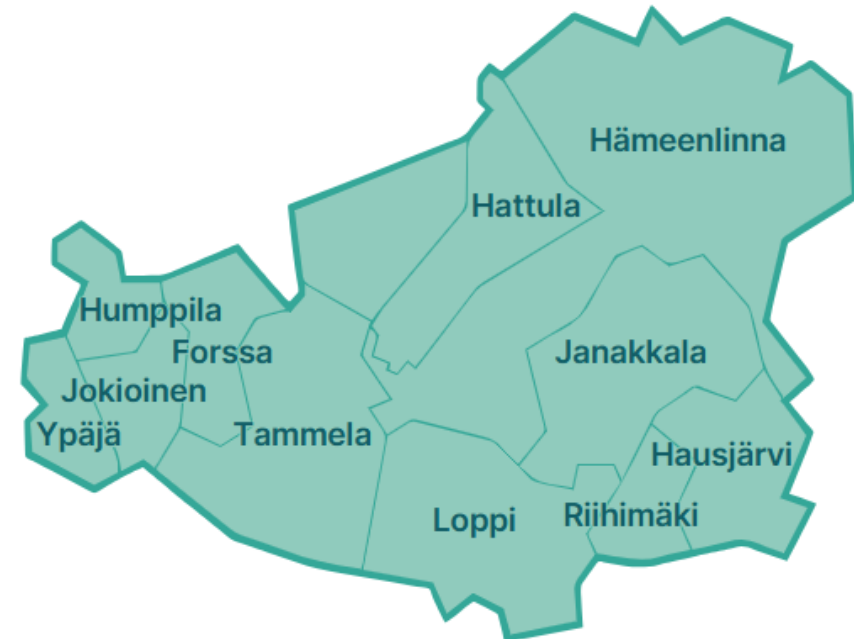 Hämeenlinna
Hattula
Humppila
Forssa
Janakkala
Jokioinen
Ypäjä
Tammela
Hausjärvi
Loppi
Riihimäki